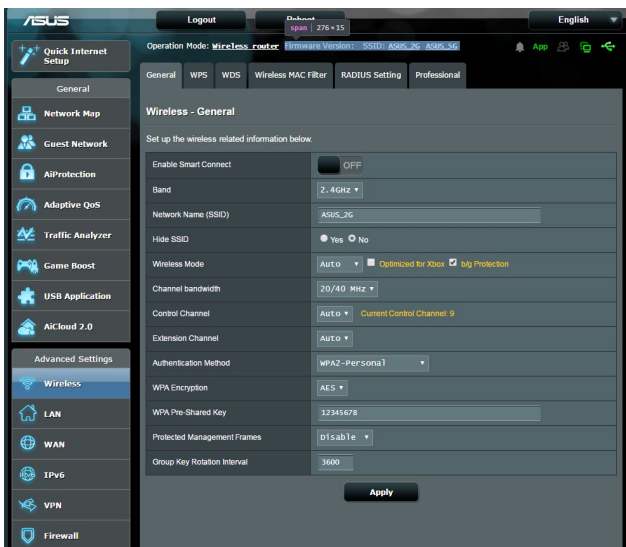 ASUS Logout Reboot English
span 276×15
Quick Internet Setup
Operation Mode: Wireless router Firmware Version: SSID: ASUS_2G ASUS_5G App
General WPS WDS Wireless MAC Filter RADIUS Setting Professional
General
Network Map
Guest Network
AiProtection
Adaptive QoS
Traffic Analyzer
Game Boost
USB Application
AiCloud 2.0
Advanced Settings
Wireless
LAN
WAN
IPv6
VPN
Firewall
Wireless - General
Set up the wireless related information below.
Enable Smart Connect OFF
Band 2.4GHz
Network Name (SSID) ASUS_2G
Hide SSID Yes No
Wireless Mode Auto Optimized for Xbox b/g Protection
Channel bandwidth 20/40 MHz
Control Channel Auto Current Control Channel: 9
Extension Channel Auto
Authentication Method WPA2-Personal
WPA Encryption AES
WPA Pre-Shared Key 12345678
Protected Management Frames Disable
Group Key Rotation Interval 3600
Apply